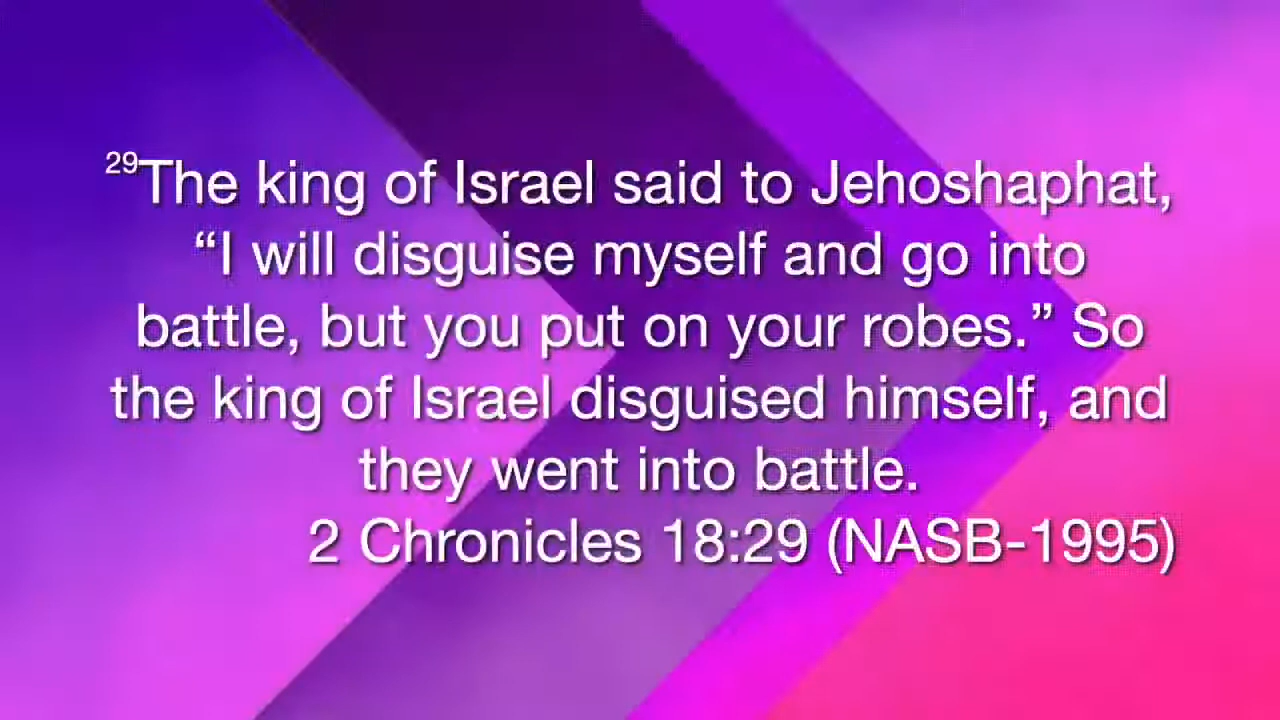 29The king of Israel said to Jehoshaphat,
“I will disguise myself and go into
battle, but you put on your robes.” So
the king of Israel disguised himself, and
they went into battle.
2 Chronicles 18:29 (NASB-1995)